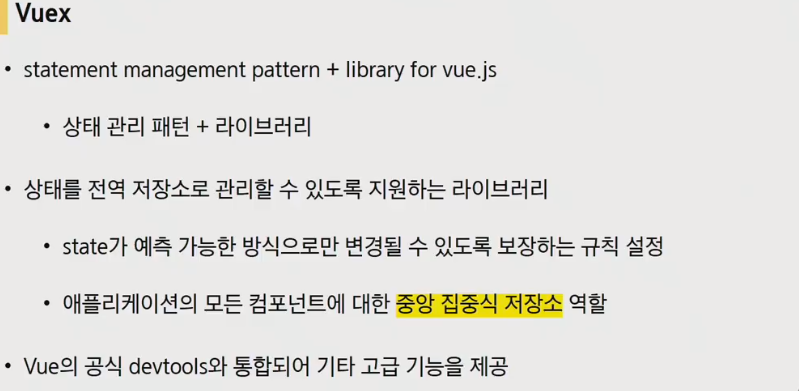 Vuex
• statement management pattern + library for vue.js
• 상태 관리 패턴 + 라이브러리
• 상태를 전역 저장소로 관리할 수 있도록 지원하는 라이브러리
• state가 예측 가능한 방식으로만 변경될 수 있도록 보장하는 규칙 설정
• 애플리케이션의 모든 컴포넌트에 대한 중앙 집중식 저장소 역할
• Vue의 공식 devtools와 통합되어 기타 고급 기능을 제공